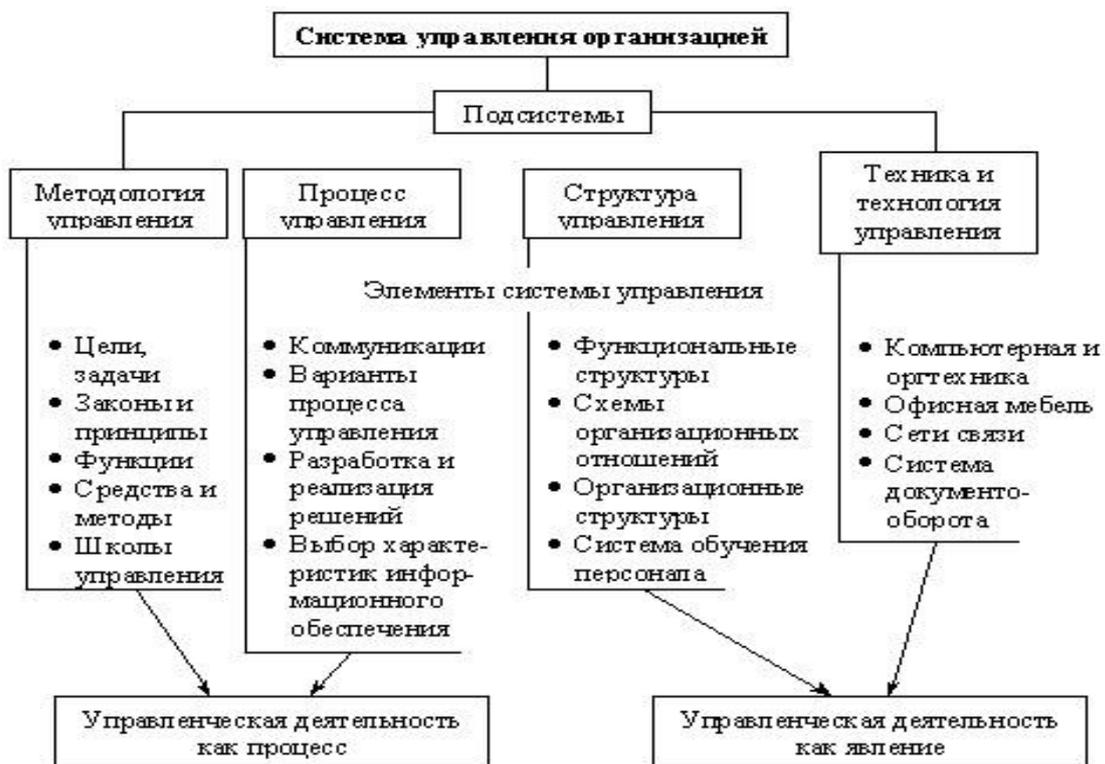 Система управления организацией
Подсистемы
Методология
управления
Процесс
управления
Структура
управления
Техника и
технология
управления
Элементы системы управления
• Цели,
задачи
• Законы и
принципы
• Функции
• Средства и
методы
• Школы
управления
• Коммуникации
• Варианты
процесса
управления
• Разработка и
реализация
решений
• Выбор характе-
ристик инфор-
мационного
обеспечения
• Функциональные
структуры
• Схемы
организационных
отношений
• Организационные
структуры
• Система обучения
персонала
• Компьютерная и
оргтехника
• Офисная мебель
• Сети связи
• Система
документо-
оборота
Управленческая деятельность
как процесс
Управленческая деятельность
как явление